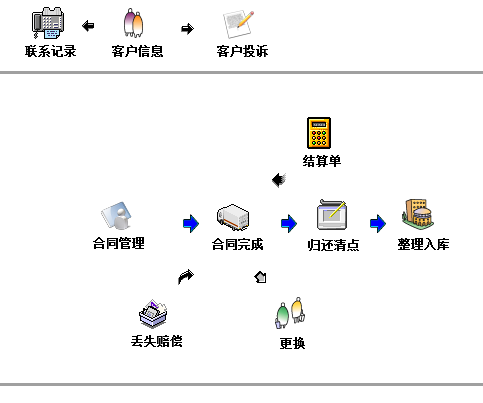 联系记录 客户信息 客户投诉
结算单
合同管理 合同完成 归还清点 整理入库
丢失赔偿 更换